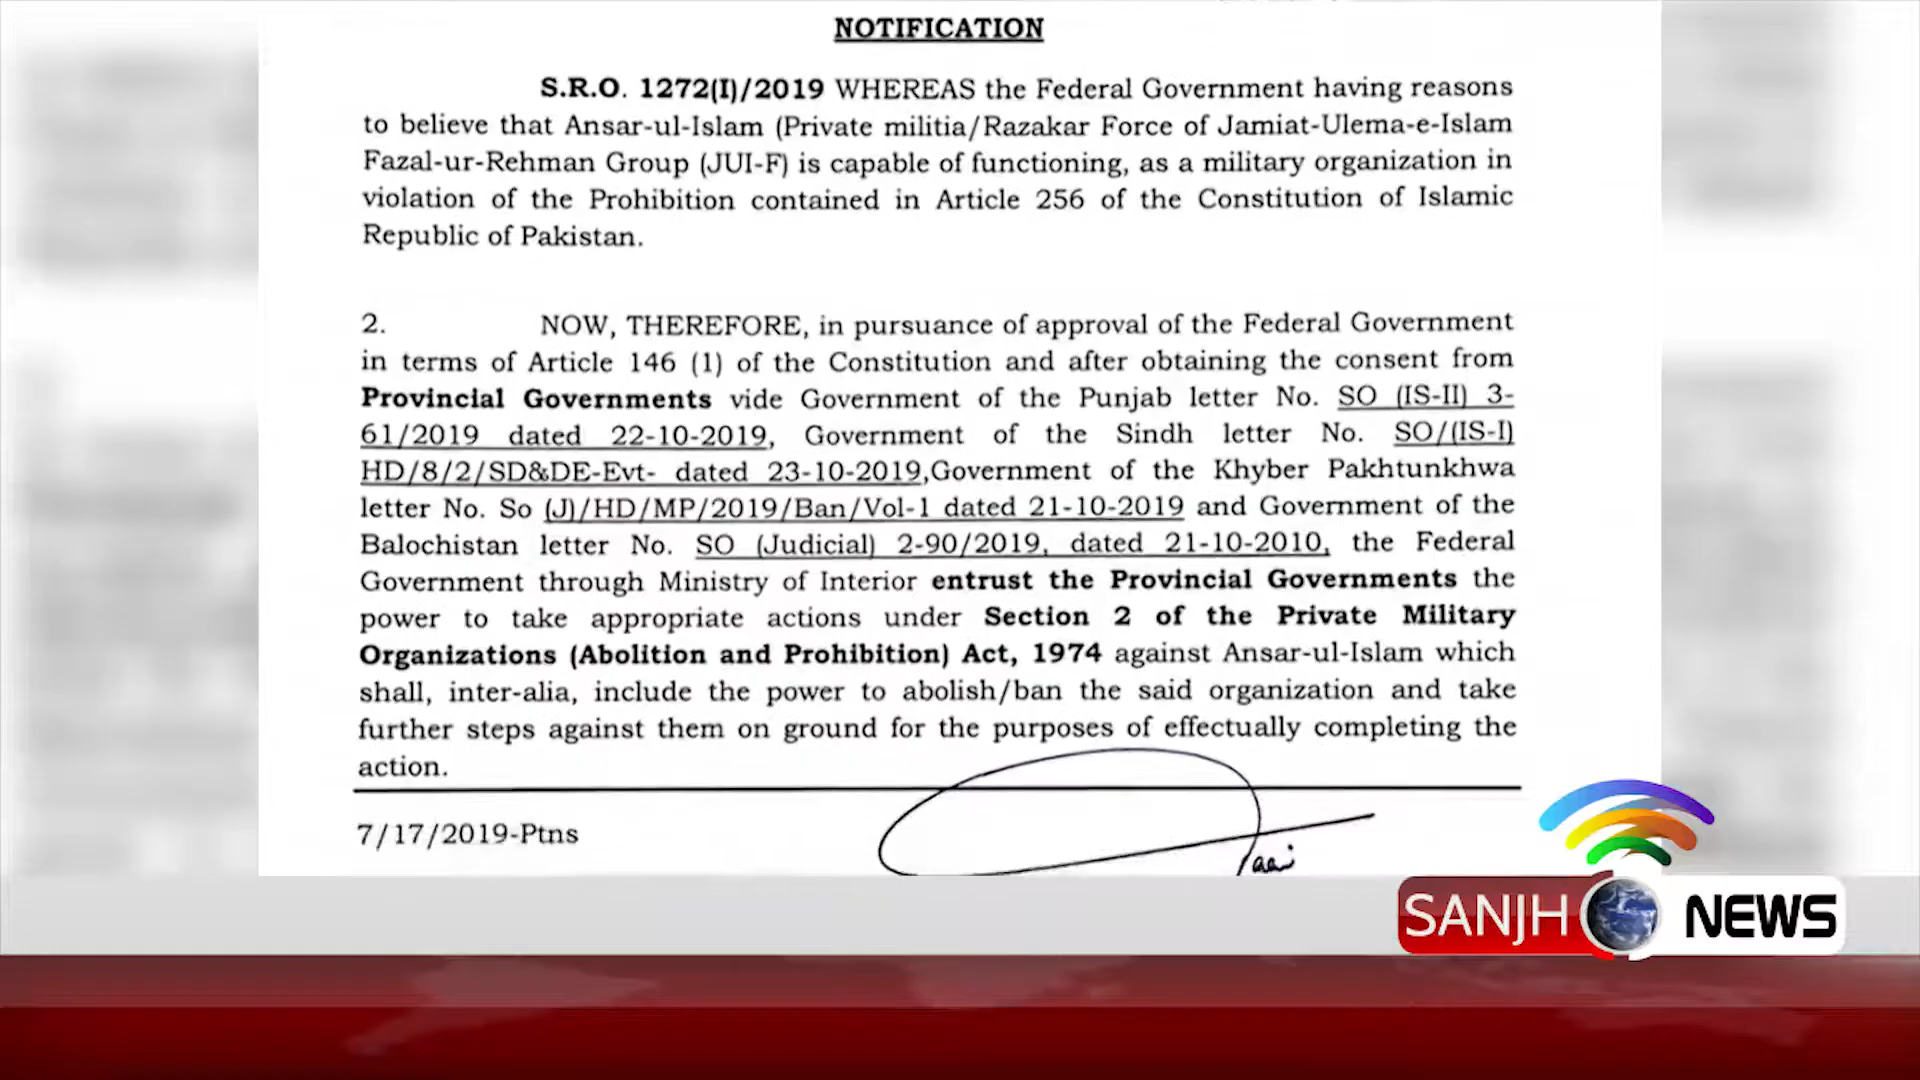 NOTIFICATION
S.R.O. 1272(I)/2019 WHEREAS the Federal Government having reasons
to believe that Ansar-ul-Islam (Private militia/Razakar Force of Jamiat-Ulema-e-Islam
Fazal-ur-Rehman Group (JUI-F) is capable of functioning, as a military organization in
violation of the Prohibition contained in Article 256 of the Constitution of Islamic
Republic of Pakistan.
2. NOW, THEREFORE, in pursuance of approval of the Federal Government
in terms of Article 146 (1) of the Constitution and after obtaining the consent from
Provincial Governments vide Government of the Punjab letter No. SO (IS-II) 3-
61/2019 dated 22-10-2019, Government of the Sindh letter No. SO/(IS-I)
HD/8/2/SD&DE-Evt- dated 23-10-2019,Government of the Khyber Pakhtunkhwa
letter No. So (J)/HD/MP/2019/Ban/Vol-1 dated 21-10-2019 and Government of the
Balochistan letter No. SO (Judicial) 2-90/2019, dated 21-10-2010, the Federal
Government through Ministry of Interior entrust the Provincial Governments the
power to take appropriate actions under Section 2 of the Private Military
Organizations (Abolition and Prohibition) Act, 1974 against Ansar-ul-Islam which
shall, inter-alia, include the power to abolish/ban the said organization and take
further steps against them on ground for the purposes of effectually completing the
action.
7/17/2019-Ptns
SANJH NEWS